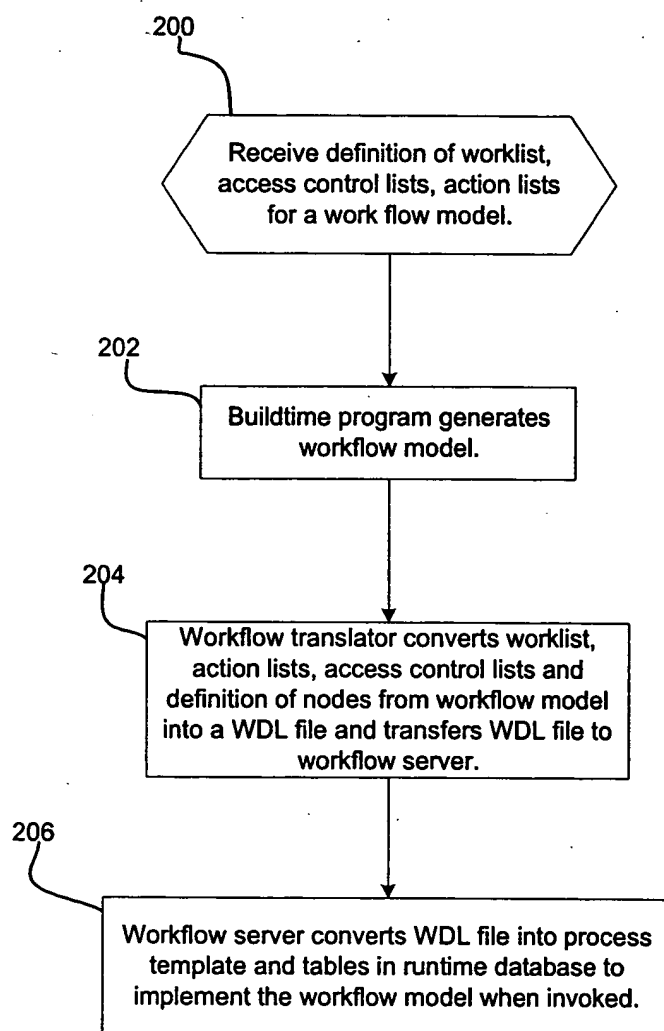 200
Receive definition of worklist,
access control lists, action lists
for a work flow model.
202
Buildtime program generates
workflow model.
204
Workflow translator converts worklist,
action lists, access control lists and
definition of nodes from workflow model
into a WDL file and transfers WDL file to
workflow server.
206
Workflow server converts WDL file into process
template and tables in runtime database to
implement the workflow model when invoked.